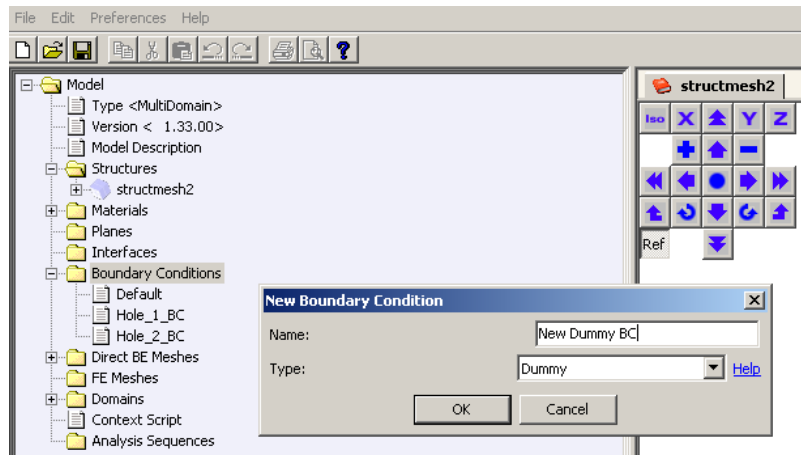 File Edit Preferences Help
?
Model
Type <MultiDomain>
Version < 1.33.00>
Model Description
Structures
structmesh2
Materials
Planes
Interfaces
Boundary Conditions
Default
Hole_1_BC
Hole_2_BC
Direct BE Meshes
FE Meshes
Domains
Context Script
Analysis Sequences
structmesh2
Iso X Y Z
Ref
New Boundary Condition
Name: New Dummy BC
Type: Dummy Help
OK Cancel